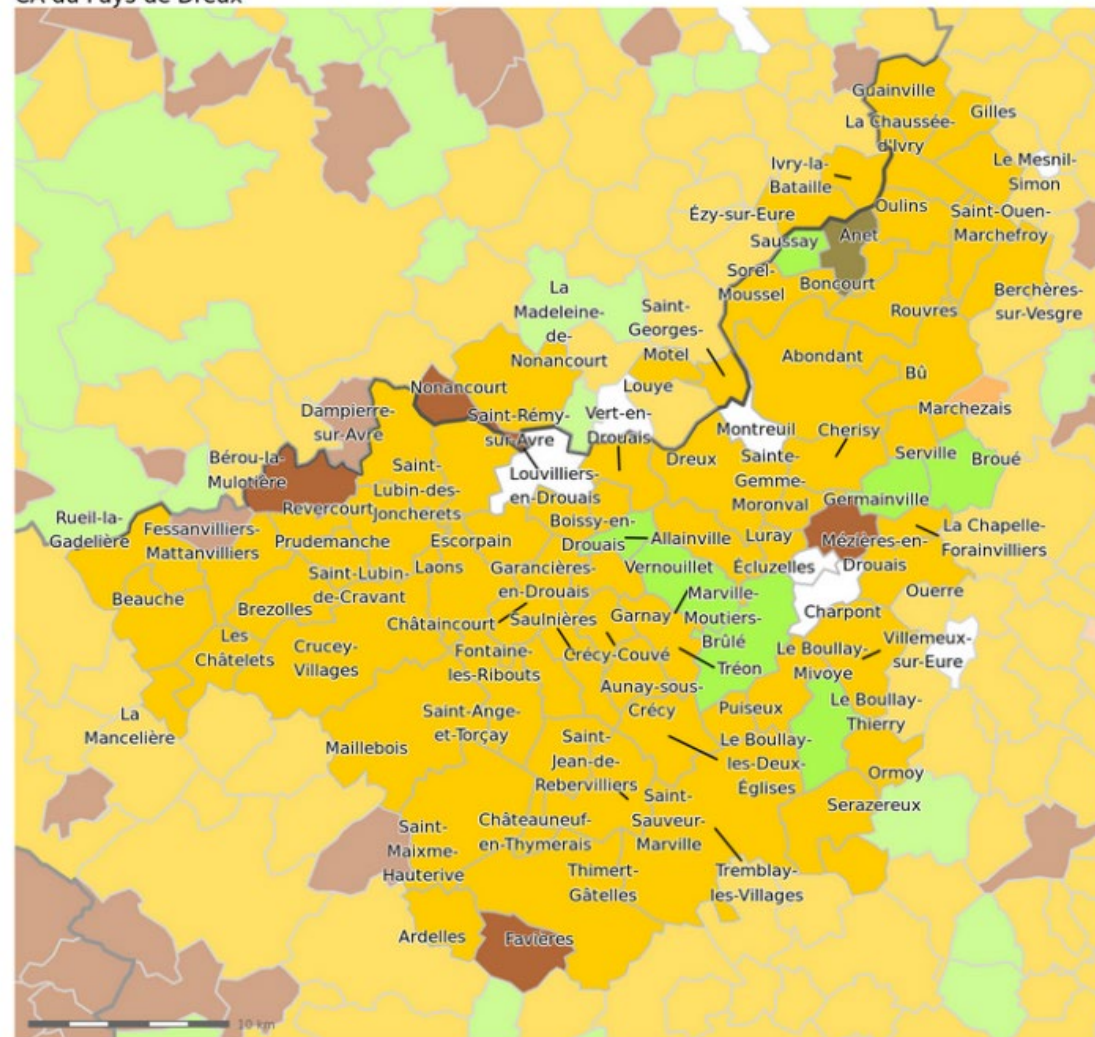 CA du Pays de Dreux
Guainville
Gilles
La Chaussée-
d'Ivry
Ivry-la-
Bataille
Le Mesnil-
Simon
Ézy-sur-Eure
Oulins
Saint-Ouen-
Marchefroy
Saussay
Anet
Sorel-
Moussel
Boncourt
Berchères-
sur-Vesgre
La
Madeleine-
de-
Nonancourt
Saint-
Georges-
Motel
Rouvres
Abondant
Bû
Nonancourt
Louye
Marchezais
Dampierre-
sur-Avre
Saint-Rémy-
sur-Avre
Vert-en-
Drouais
Montreuil
Cherisy
Bérou-la-
Mulotière
Saint-
Lubin-des-
Joncherets
Louvilliers-
en-Drouais
Dreux
Sainte-
Gemme-
Moronval
Serville
Broué
Revercourt
Germainville
Rueil-la-
Gadelière
Fessanvilliers-
Mattanvilliers
Prudemanche
Escorpain
Boissy-en-
Drouais
Allainville
Luray
Mézières-en-
Drouais
La Chapelle-
Forainvilliers
Saint-Lubin-
de-Cravant
Laons
Garancières-
en-Drouais
Vernouillet
Écluzelles
Beauche
Brezolles
Châtaincourt
Saulnières
Garnay
Marville-
Moutiers-
Brûlé
Charpont
Ouerre
Les
Châtelets
Crucey-
Villages
Fontaine-
les-Ribouts
Crécy-Couvé
Tréon
Le Boullay-
Mivoye
Villemeux-
sur-Eure
Aunay-sous-
Crécy
Puiseux
Le Boullay-
Thierry
La
Mancelière
Maillebois
Saint-Ange-
et-Torçay
Saint-
Jean-de-
Rebervilliers
Le Boullay-
les-Deux-
Églises
Ormoy
Serazereux
Saint-
Maixme-
Hauterive
Châteauneuf-
en-Thymerais
Saint-
Sauveur-
Marville
Thimert-
Gâtelles
Tremblay-
les-Villages
Ardelles
Favières
10 km